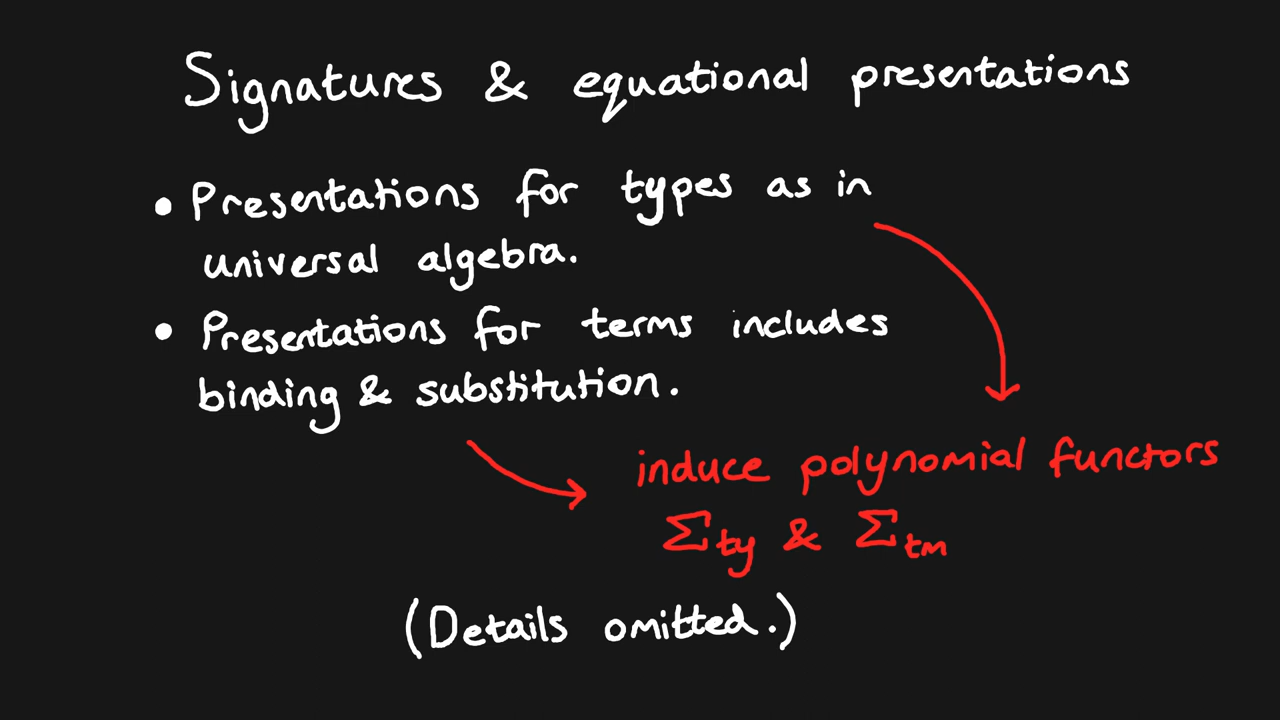 Signatures & equational presentations
• Presentations for types as in
universal algebra.
• Presentations for terms includes
binding & substitution.
induce polynomial functors
Σty & Σtm
(Details omitted.)